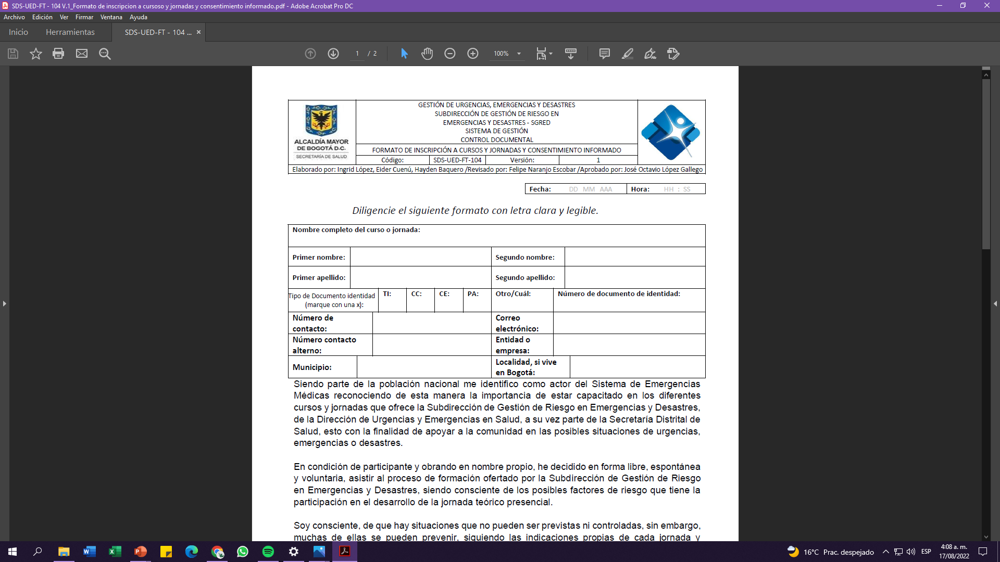 SDS-UED-FT - 104 V.1_Formato de inscripcion a cursoso y jornadas y consentimiento informado.pdf - Adobe Acrobat Pro DC
Archivo Edición Ver Firmar Ventana Ayuda
Inicio Herramientas SDS-UED-FT - 104 ... ×
1 / 2 100%
GESTIÓN DE URGENCIAS, EMERGENCIAS Y DESASTRES
SUBDIRECCIÓN DE GESTIÓN DE RIESGO EN
EMERGENCIAS Y DESASTRES - SGRED
SISTEMA DE GESTIÓN
CONTROL DOCUMENTAL
ALCALDÍA MAYOR
DE BOGOTÁ D.C.
SECRETARÍA DE SALUD
FORMATO DE INSCRIPCIÓN A CURSOS Y JORNADAS Y CONSENTIMIENTO INFORMADO
Código: SDS-UED-FT-104 Versión: 1
Elaborado por: Ingrid López, Eider Cuenú, Hayden Baquero /Revisado por: Felipe Naranjo Escobar /Aprobado por: José Octavio López Gallego
Fecha: DD MM AAA Hora: HH : SS
Diligencie el siguiente formato con letra clara y legible.
Nombre completo del curso o jornada:
Primer nombre: Segundo nombre:
Primer apellido: Segundo apellido:
Tipo de Documento identidad
(marque con una x):
TI: CC: CE: PA: Otro/Cuál: Número de documento de identidad:
Número de
contacto:
Correo
electrónico:
Número contacto
alterno:
Entidad o
empresa:
Municipio:
Localidad, si vive
en Bogotá:
Siendo parte de la población nacional me identifico como actor del Sistema de Emergencias
Médicas reconociendo de esta manera la importancia de estar capacitado en los diferentes
cursos y jornadas que ofrece la Subdirección de Gestión de Riesgo en Emergencias y Desastres,
de la Dirección de Urgencias y Emergencias en Salud, a su vez parte de la Secretaría Distrital de
Salud, esto con la finalidad de apoyar a la comunidad en las posibles situaciones de urgencias,
emergencias o desastres.
En condición de participante y obrando en nombre propio, he decidido en forma libre, espontánea
y voluntaria, asistir al proceso de formación ofertado por la Subdirección de Gestión de Riesgo
en Emergencias y Desastres, siendo consciente de los posibles factores de riesgo que tiene la
participación en el desarrollo de la jornada teórico presencial.
Soy consciente, de que hay situaciones que no pueden ser previstas ni controladas, sin embargo,
muchas de ellas se pueden prevenir, siguiendo las indicaciones propias de cada jornada y
16°C Prac. despejado ESP 4:08 a. m.
17/08/2022